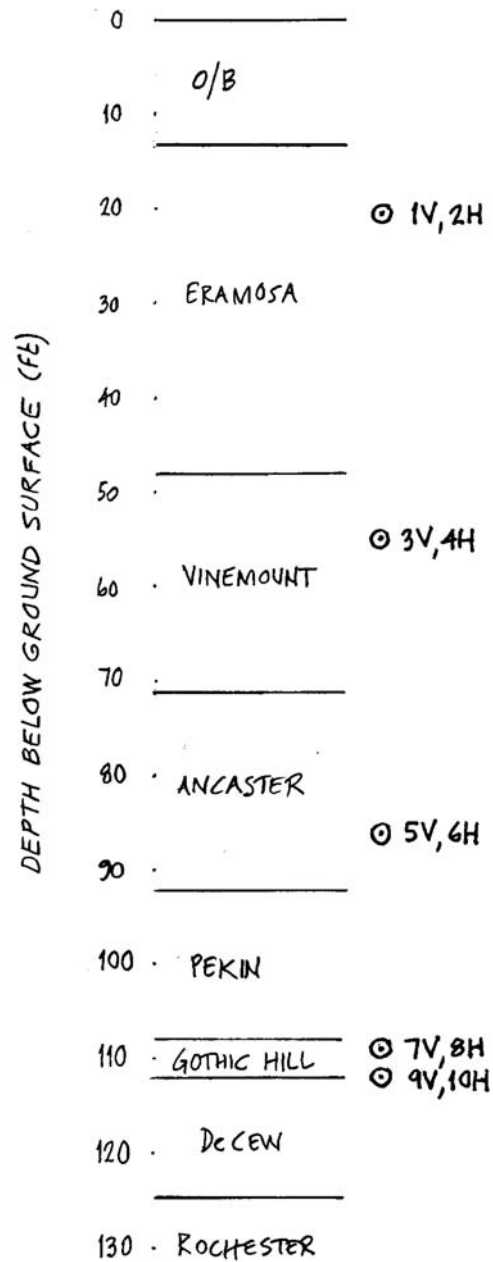 0
O/B
10
20
⊙ 1V, 2H
ERAMOSA
30
40
DEPTH BELOW GROUND SURFACE (Ft)
50
⊙ 3V, 4H
VINEMOUNT
60
70
80
ANCASTER
⊙ 5V, 6H
90
100
PEKIN
110
GOTHIC HILL
⊙ 7V, 8H
⊙ 9V, 10H
DeCEW
120
130
ROCHESTER